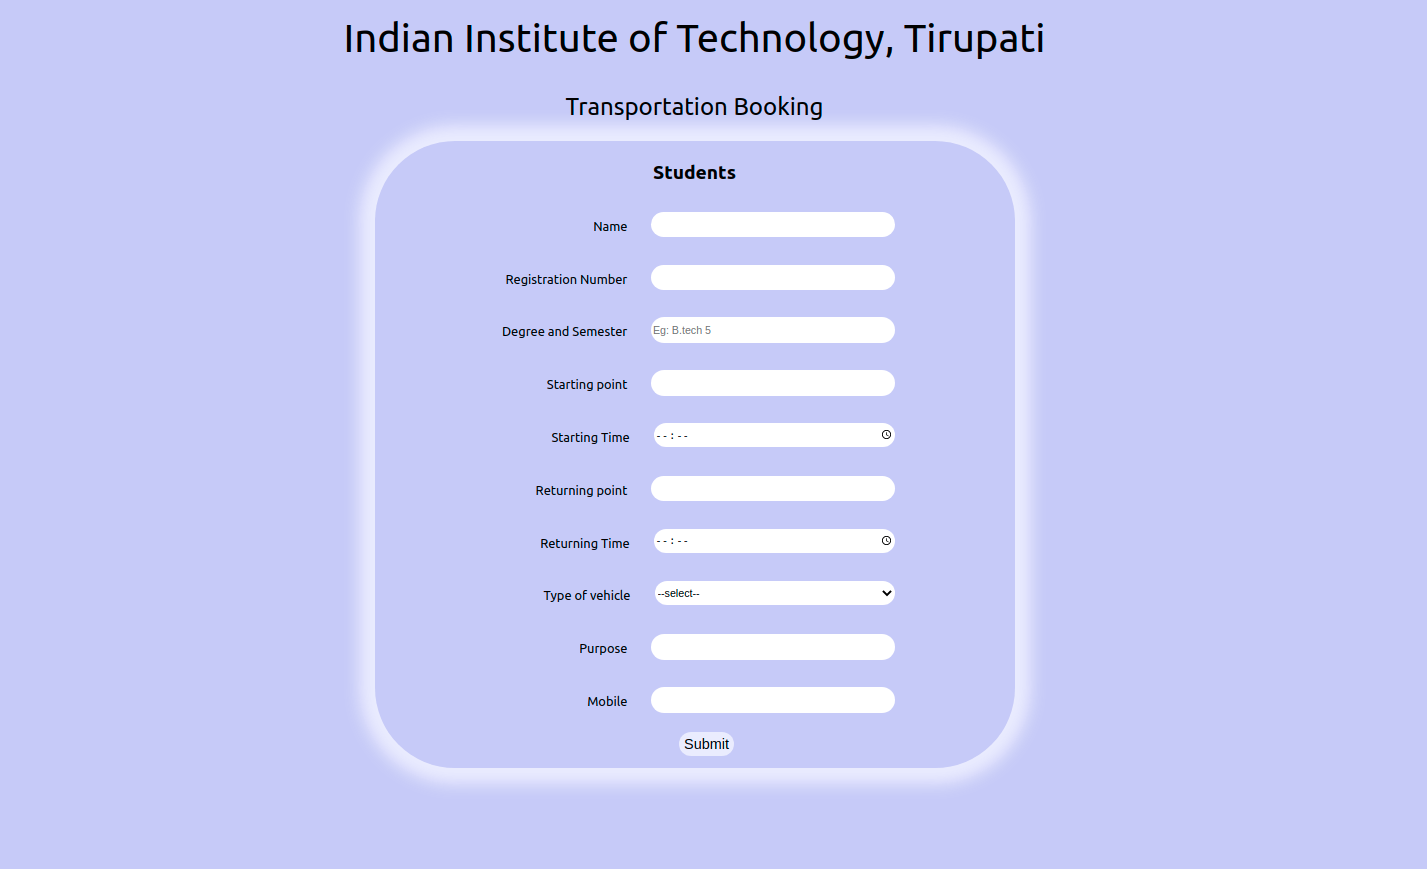 Indian Institute of Technology, Tirupati
Transportation Booking
Students
Name
Registration Number
Degree and Semester Eg: B.tech 5
Starting point
Starting Time --:--
Returning point
Returning Time --:--
Type of vehicle --select--
Purpose
Mobile
Submit